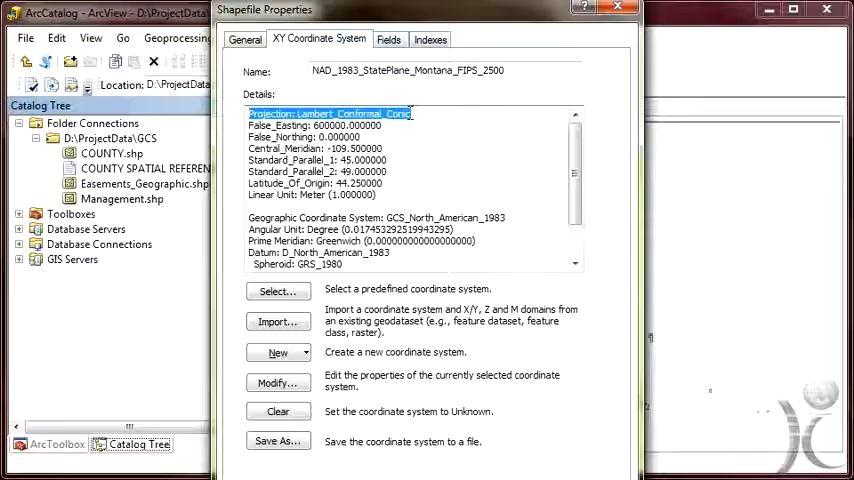 ArcCatalog - ArcView - D:\ProjectData\GC
Shapefile Properties
File Edit View Go Geoprocessing
General XY Coordinate System Fields Indexes
Location: D:\ProjectData
Name: NAD_1983_StatePlane_Montana_FIPS_2500
Details:
Catalog Tree
Projection: Lambert_Conformal_Conic
False_Easting: 600000.000000
False_Northing: 0.000000
Central_Meridian: -109.500000
Standard_Parallel_1: 45.000000
Standard_Parallel_2: 49.000000
Latitude_Of_Origin: 44.250000
Linear Unit: Meter (1.000000)
Geographic Coordinate System: GCS_North_American_1983
Angular Unit: Degree (0.017453292519943295)
Prime Meridian: Greenwich (0.000000000000000000)
Datum: D_North_American_1983
Spheroid: GRS_1980
Folder Connections
D:\ProjectData\GCS
COUNTY.shp
COUNTY SPATIAL REFEREN
Easements_Geographic.shp
Management.shp
Toolboxes
Database Servers
Database Connections
GIS Servers
Select... Select a predefined coordinate system.
Import... Import a coordinate system and X/Y, Z and M domains from
an existing geodataset (e.g., feature dataset, feature
class, raster).
New Create a new coordinate system.
Modify... Edit the properties of the currently selected coordinate
system.
Clear Set the coordinate system to Unknown.
Save As... Save the coordinate system to a file.
ArcToolbox Catalog Tree